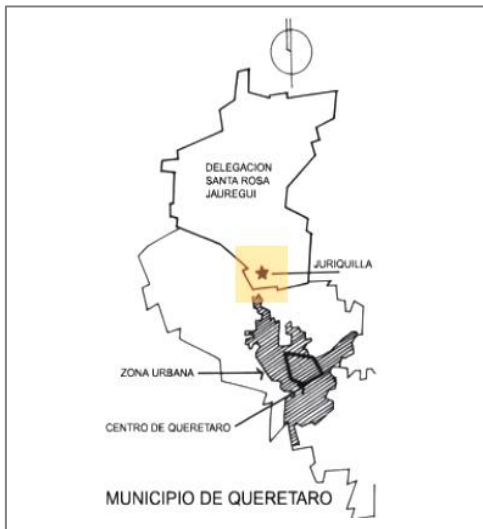 DELEGACION
SANTA ROSA
JAUREGUI
JURIQUILLA
ZONA URBANA
CENTRO DE QUERETARO
MUNICIPIO DE QUERETARO